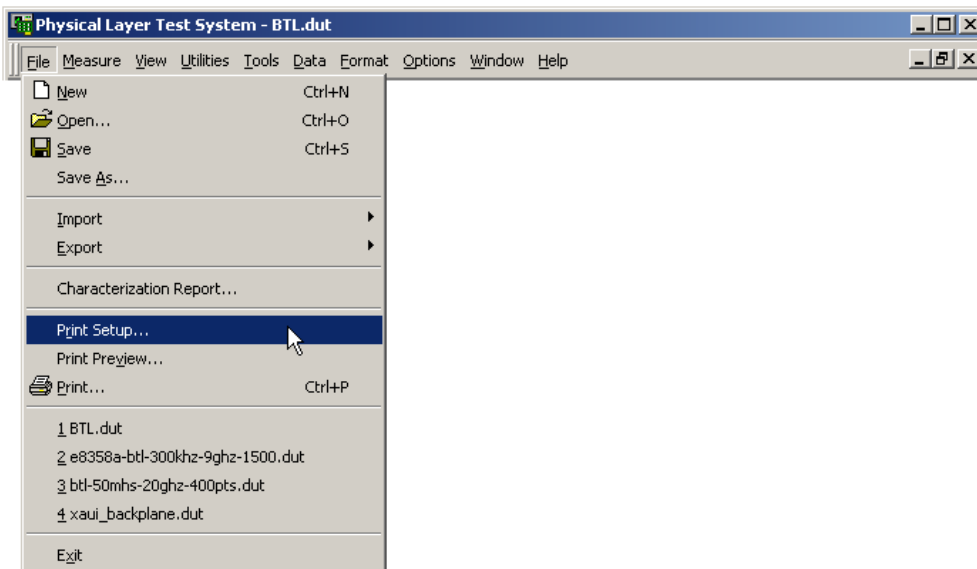 Physical Layer Test System - BTL.dut
File Measure View Utilities Tools Data Format Options Window Help
New Ctrl+N
Open... Ctrl+O
Save Ctrl+S
Save As...
Import
Export
Characterization Report...
Print Setup...
Print Preview...
Print... Ctrl+P
1 BTL.dut
2 e8358a-btl-300khz-9ghz-1500.dut
3 btl-50mhs-20ghz-400pts.dut
4 xaui_backplane.dut
Exit